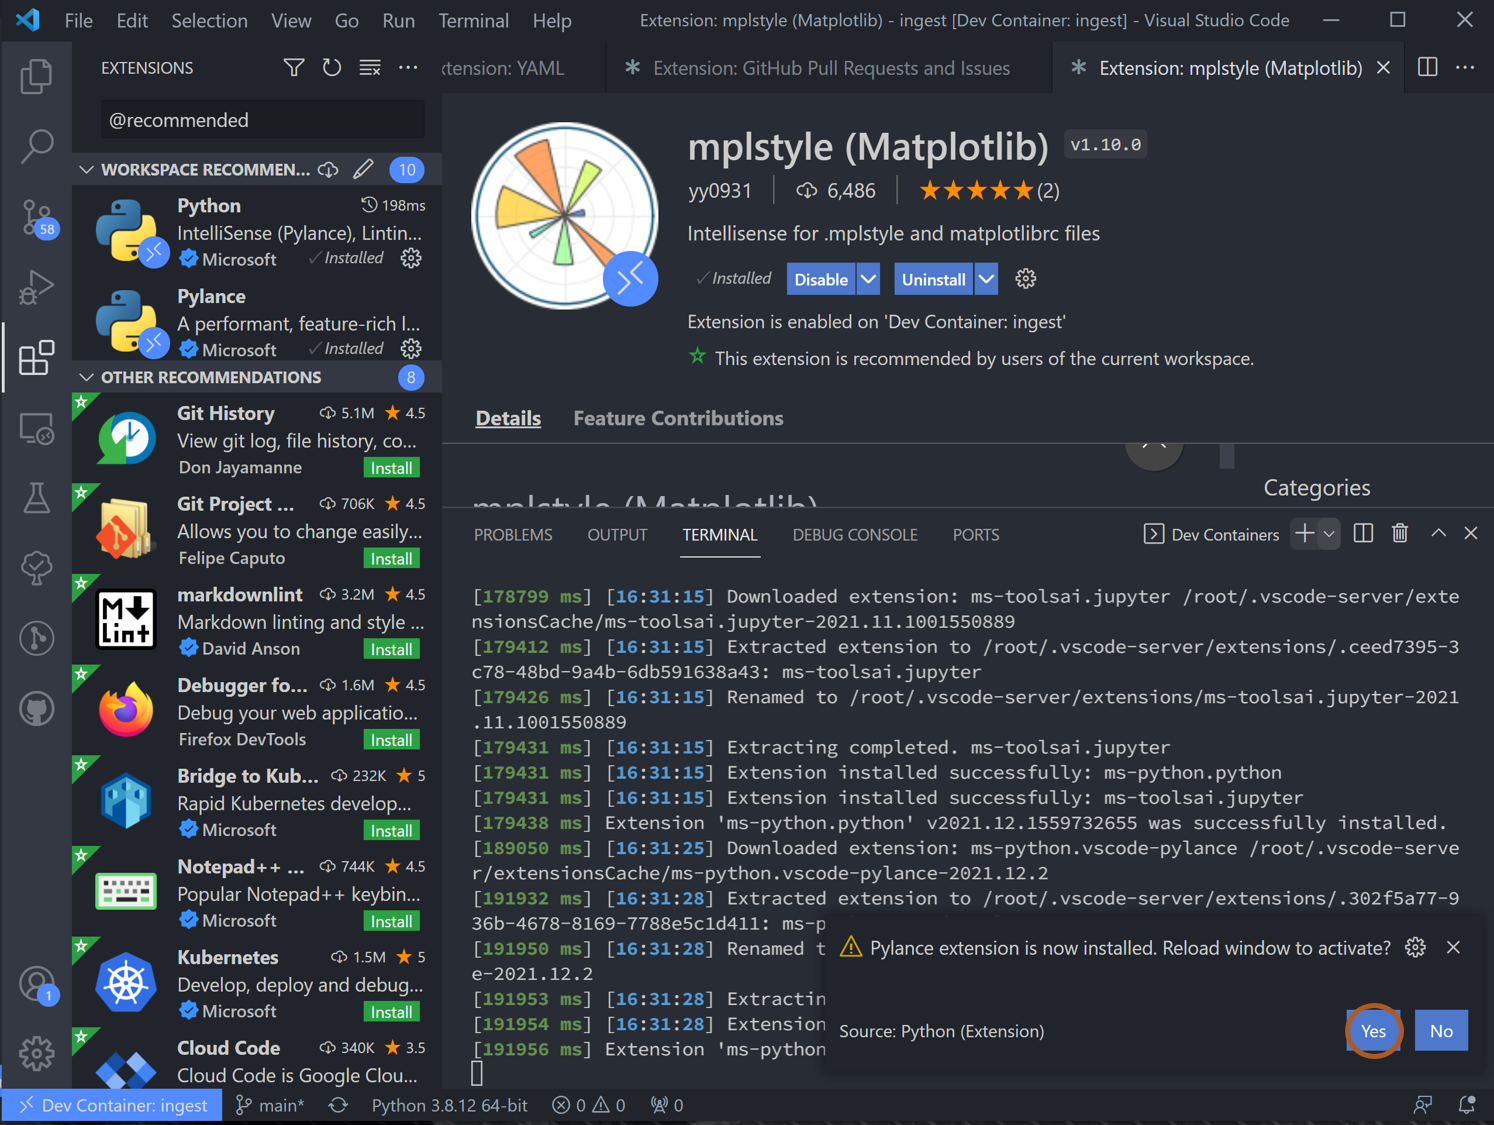 File Edit Selection View Go Run Terminal Help
Extension: mplstyle (Matplotlib) - ingest [Dev Container: ingest] - Visual Studio Code
EXTENSIONS
xtension: YAML
Extension: GitHub Pull Requests and Issues
Extension: mplstyle (Matplotlib)
@recommended
WORKSPACE RECOMMEN... 10
Python 198ms
IntelliSense (Pylance), Lintin...
Microsoft ✓Installed
Pylance
A performant, feature-rich l...
Microsoft ✓Installed
OTHER RECOMMENDATIONS 8
Git History 5.1M ★ 4.5
View git log, file history, co...
Don Jayamanne Install
Git Project ... 706K ★ 4.5
Allows you to change easily...
Felipe Caputo Install
markdownlint 3.2M ★ 4.5
Markdown linting and style ...
David Anson Install
M
Lint
Debugger fo... 1.6M ★ 4.5
Debug your web applicatio...
Firefox DevTools Install
Bridge to Kub... 232K ★ 5
Rapid Kubernetes develop...
Microsoft Install
Notepad++ ... 744K ★ 4.5
Popular Notepad++ keybin...
Microsoft Install
Kubernetes 1.5M ★ 5
Develop, deploy and debug...
Microsoft Install
Cloud Code 340K ★ 3.5
Cloud Code is Google Clou...
58
1
mplstyle (Matplotlib) v1.10.0
yy0931 6,486 ★★★★★(2)
Intellisense for .mplstyle and matplotlibrc files
✓Installed Disable Uninstall
Extension is enabled on 'Dev Container: ingest'
This extension is recommended by users of the current workspace.
Details Feature Contributions
mplstyle (Matplotlib)
Categories
PROBLEMS OUTPUT TERMINAL DEBUG CONSOLE PORTS
Dev Containers
[178799 ms] [16:31:15] Downloaded extension: ms-toolsai.jupyter /root/.vscode-server/exte
nsionsCache/ms-toolsai.jupyter-2021.11.1001550889
[179412 ms] [16:31:15] Extracted extension to /root/.vscode-server/extensions/.ceed7395-3
c78-48bd-9a4b-6db591638a43: ms-toolsai.jupyter
[179426 ms] [16:31:15] Renamed to /root/.vscode-server/extensions/ms-toolsai.jupyter-2021
.11.1001550889
[179431 ms] [16:31:15] Extracting completed. ms-toolsai.jupyter
[179431 ms] [16:31:15] Extension installed successfully: ms-python.python
[179431 ms] [16:31:15] Extension installed successfully: ms-toolsai.jupyter
[179438 ms] Extension 'ms-python.python' v2021.12.1559732655 was successfully installed.
[189050 ms] [16:31:25] Downloaded extension: ms-python.vscode-pylance /root/.vscode-serve
r/extensionsCache/ms-python.vscode-pylance-2021.12.2
[191932 ms] [16:31:28] Extracted extension to /root/.vscode-server/extensions/.302f5a77-9
36b-4678-8169-7788e5c1d411: ms-p
[191950 ms] [16:31:28] Renamed t
e-2021.12.2
[191953 ms] [16:31:28] Extractin
[191954 ms] [16:31:28] Extension
[191956 ms] Extension 'ms-python
Pylance extension is now installed. Reload window to activate?
Source: Python (Extension)
Yes No
Dev Container: ingest main* Python 3.8.12 64-bit 0 0 0